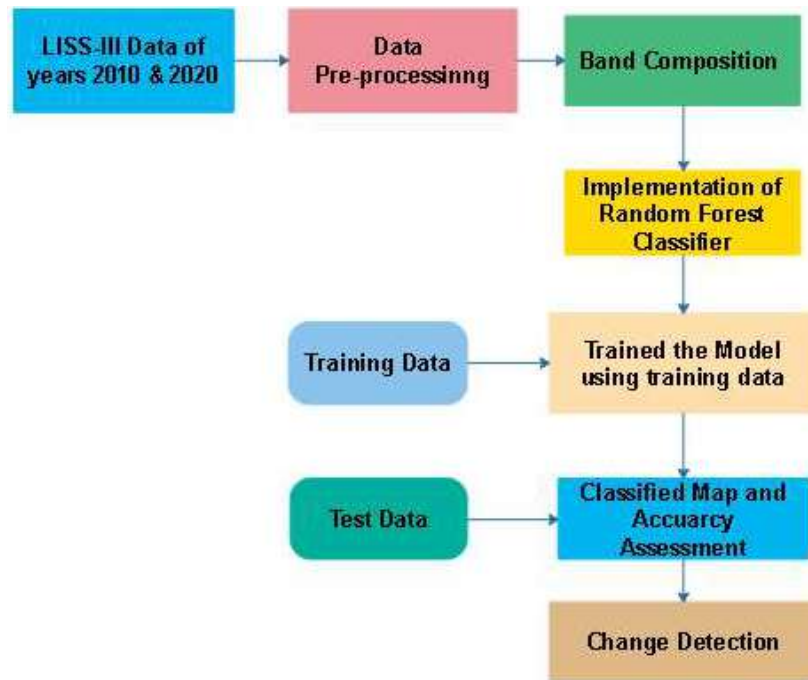 LISS-III Data of
years 2010 & 2020
Data
Pre-processinng
Band Composition
Implementation of
Random Forest
Classifier
Training Data
Trained the Model
using training data
Test Data
Classified Map and
Accuarcy
Assessment
Change Detection